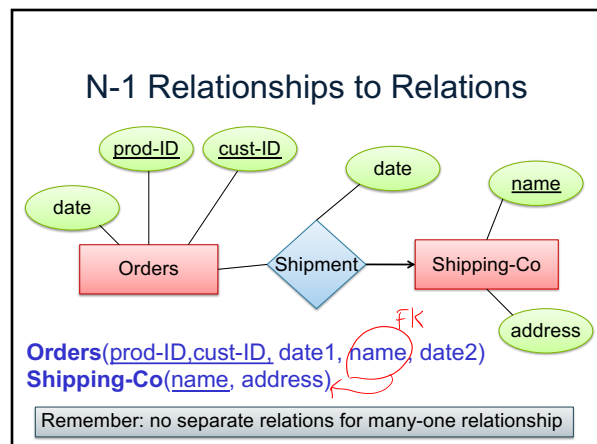 N-1 Relationships to Relations
prod-ID
cust-ID
date
date
name
Orders
Shipment
Shipping-Co
address
FK
Orders(prod-ID,cust-ID, date1, name, date2)
Shipping-Co(name, address)
Remember: no separate relations for many-one relationship